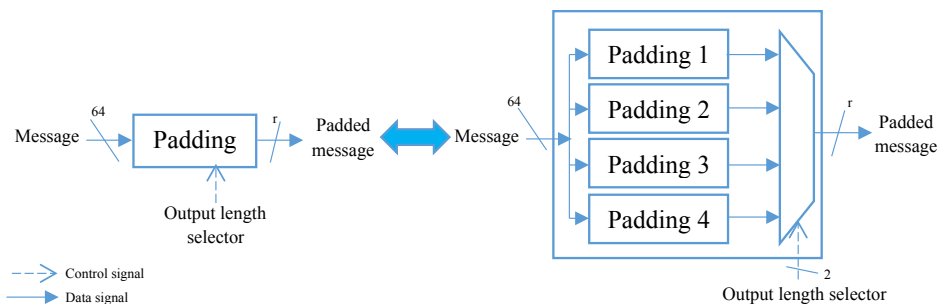 64
Message
Padding
r
Padded
message
Output length
selector
Control signal
Data signal
64
Message
Padding 1
Padding 2
Padding 3
Padding 4
r
Padded
message
2
Output length selector